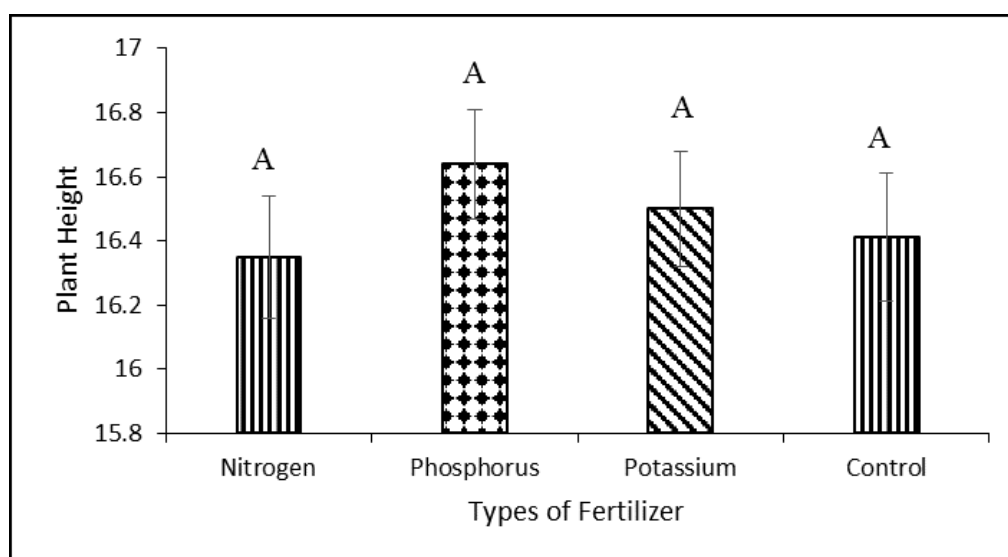 17
A
A
A
A
16.8
16.6
16.4
16.2
16
15.8
Plant Height
Nitrogen Phosphorus Potassium Control
Types of Fertilizer